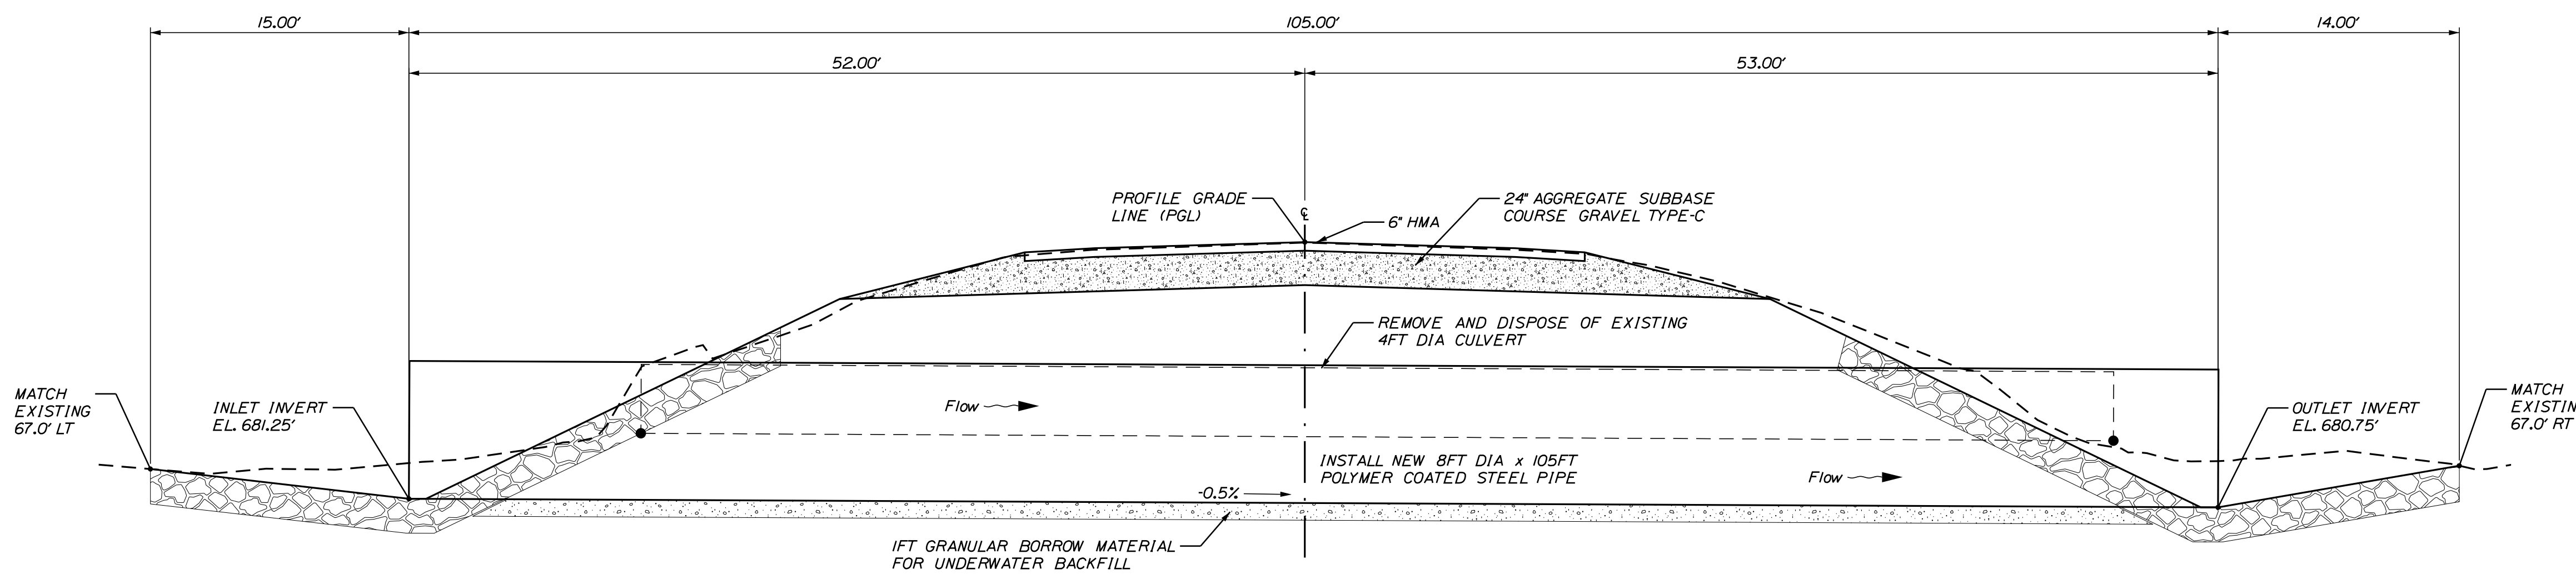 15.00'
105.00'
14.00'
52.00'
53.00'
PROFILE GRADE
LINE (PGL)
℄
6" HMA
24" AGGREGATE SUBBASE
COURSE GRAVEL TYPE-C
REMOVE AND DISPOSE OF EXISTING
4FT DIA CULVERT
MATCH
EXISTING
67.0' LT
INLET INVERT
EL. 681.25'
Flow
OUTLET INVERT
EL. 680.75'
MATCH
EXISTIN
67.0' RT
INSTALL NEW 8FT DIA x 105FT
POLYMER COATED STEEL PIPE
Flow
-0.5%
1FT GRANULAR BORROW MATERIAL
FOR UNDERWATER BACKFILL